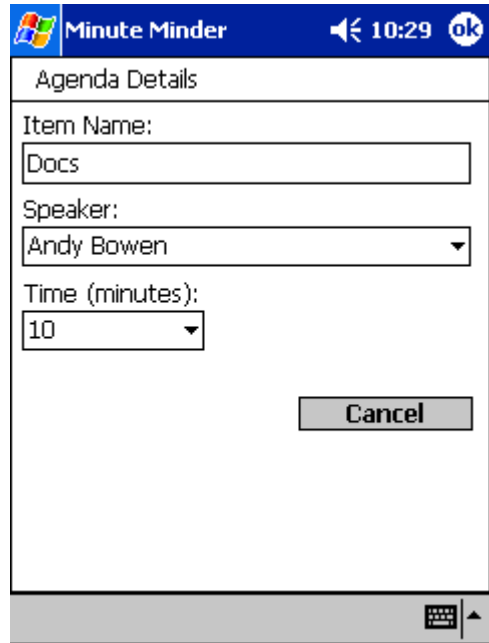 Minute Minder 10:29 ok
Agenda Details
Item Name:
Docs
Speaker:
Andy Bowen
Time (minutes):
10
Cancel